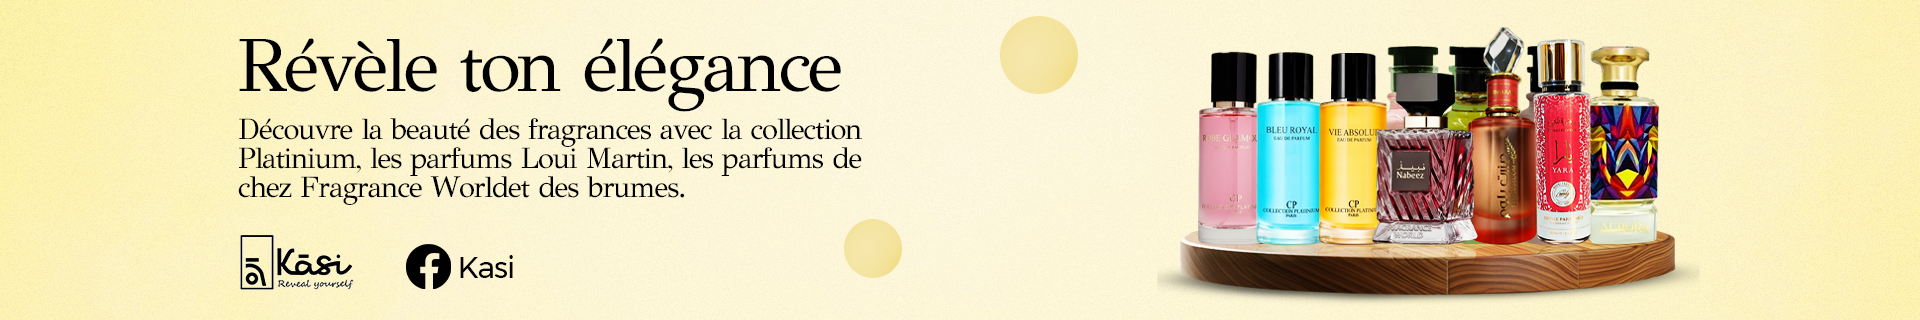 Révèle ton élégance
Découvre la beauté des fragrances avec la collection
Platinium, les parfums Loui Martin, les parfums de
chez Fragrance Worldet des brumes.
Kāsi
Reveal yourself
Kasi
BLEU ROYAL
EAU DE PARFUM
CP
COLLECTION PLATINIUM
PARIS
VIE ABSOLUE
EAU DE PARFUM
CP
PARIS
Nabeez
FRAGRANCE
WORLD
YARA